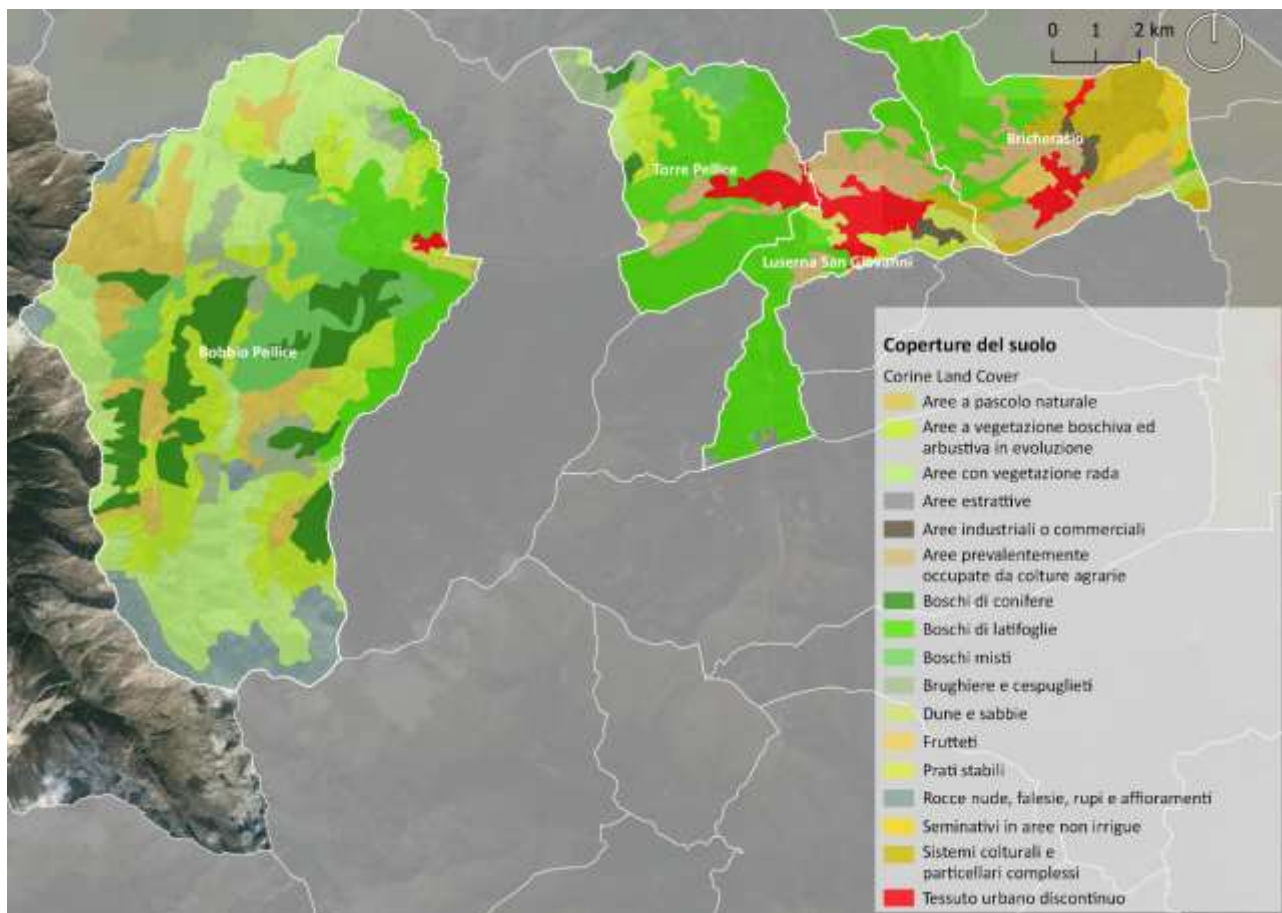 0 1 2 km
Bricherasio
Torre Pellice
Luserna San Giovanni
Bobbio Pellice
Coperture del suolo
Corine Land Cover
Aree a pascolo naturale
Aree a vegetazione boschiva ed
arbustiva in evoluzione
Aree con vegetazione rada
Aree estrattive
Aree industriali o commerciali
Aree prevalentemente
occupate da colture agrarie
Boschi di conifere
Boschi di latifoglie
Boschi misti
Brughiere e cespuglieti
Dune e sabbie
Frutteti
Prati stabili
Rocce nude, falesie, rupi e affioramenti
Seminativi in aree non irrigue
Sistemi colturali e
particellari complessi
Tessuto urbano discontinuo